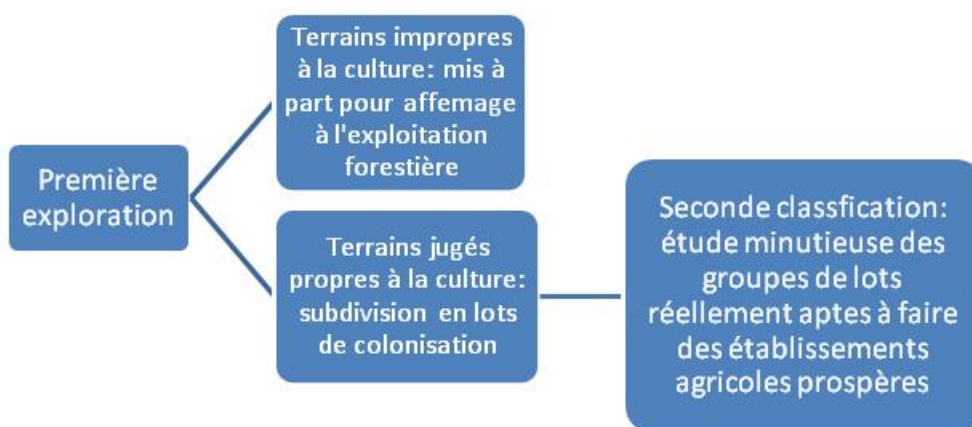 Première
exploration
Terrains impropres
à la culture: mis à
part pour affemage
à l'exploitation
forestière
Terrains jugés
propres à la culture:
subdivision en lots
de colonisation
Seconde classfication:
étude minutieuse des
groupes de lots
réellement aptes à faire
des établissements
agricoles prospères